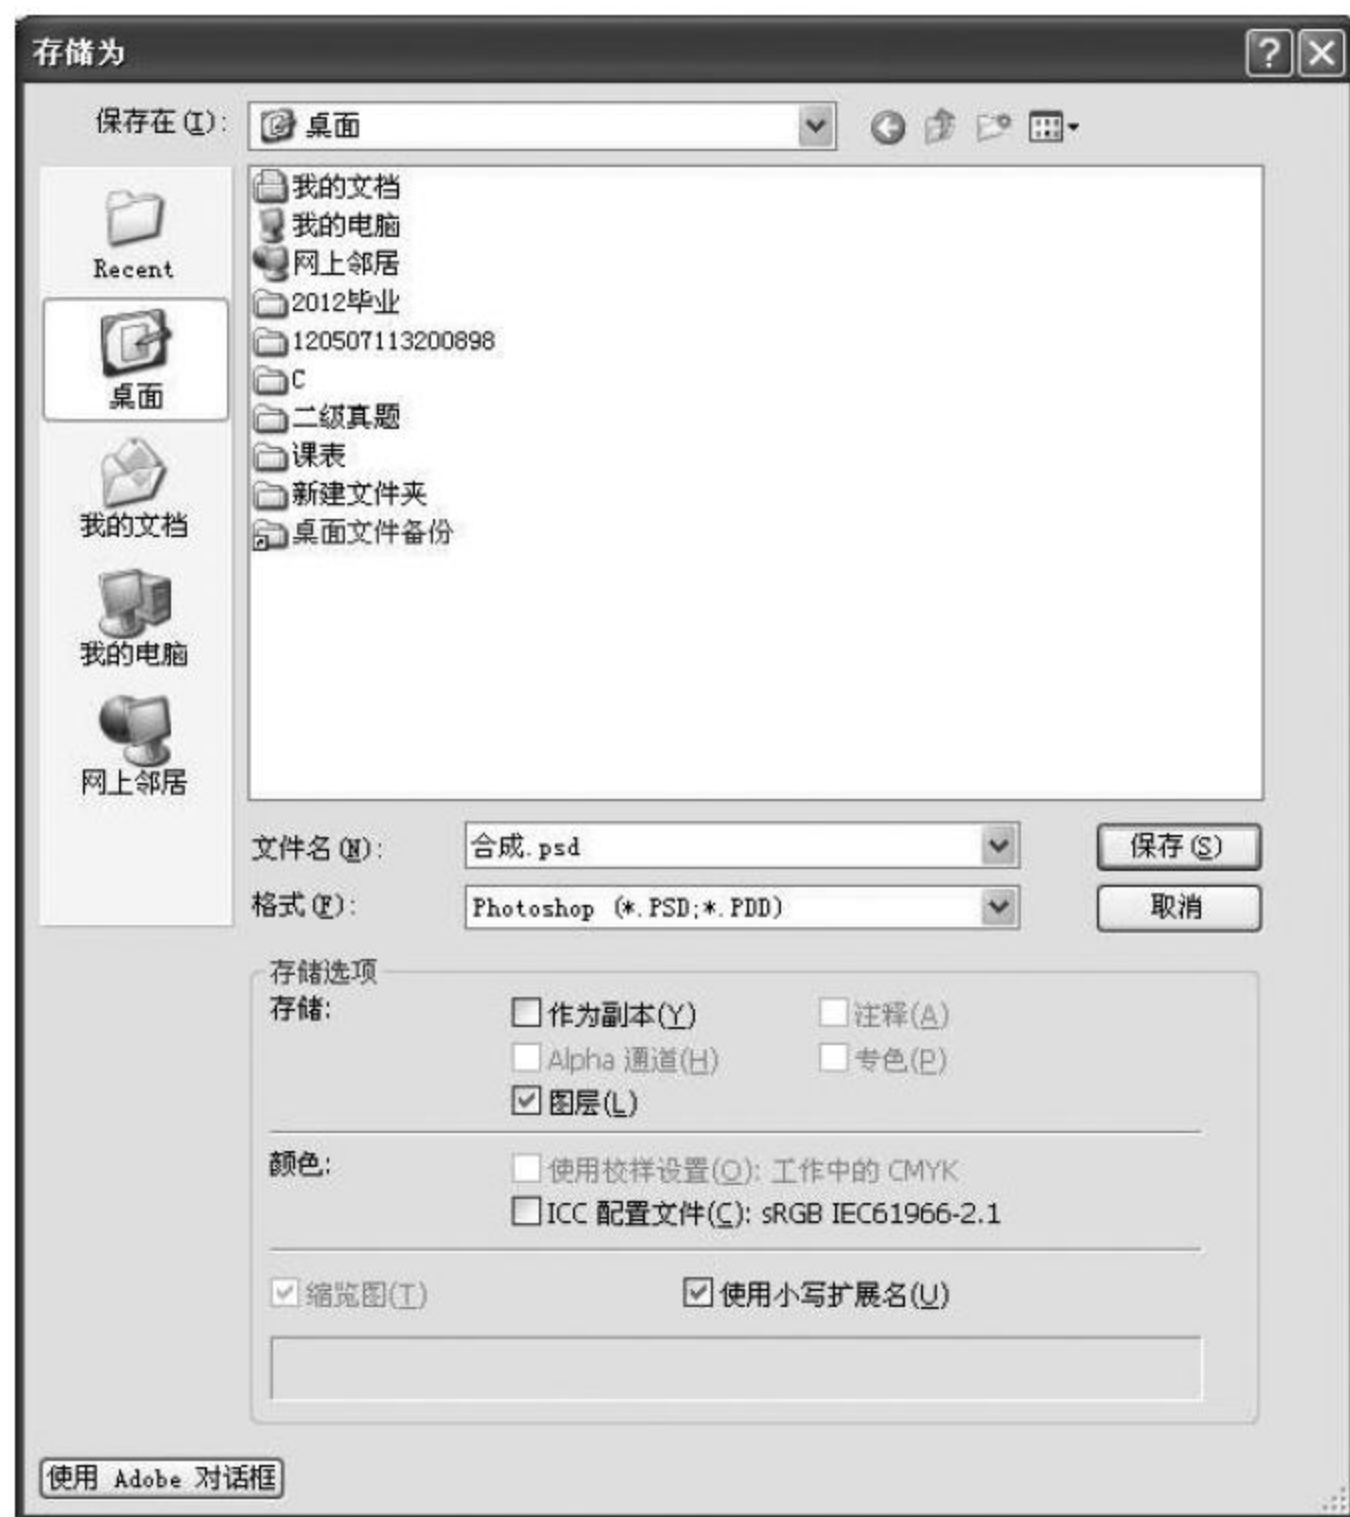 存储为
保存在(I):
桌面
Recent
桌面
我的文档
我的电脑
网上邻居
我的文档
我的电脑
网上邻居
2012毕业
120507113200898
C
二级真题
课表
新建文件夹
桌面文件备份
文件名(N): 合成.psd 保存(S)
格式(F): Photoshop (*.PSD;*.PDD) 取消
存储选项
存储: 作为副本(Y) 注释(A)
Alpha 通道(H) 专色(P)
图层(L)
颜色: 使用校样设置(O): 工作中的 CMYK
ICC 配置文件(C): sRGB IEC61966-2.1
缩览图(T) 使用小写扩展名(U)
使用 Adobe 对话框